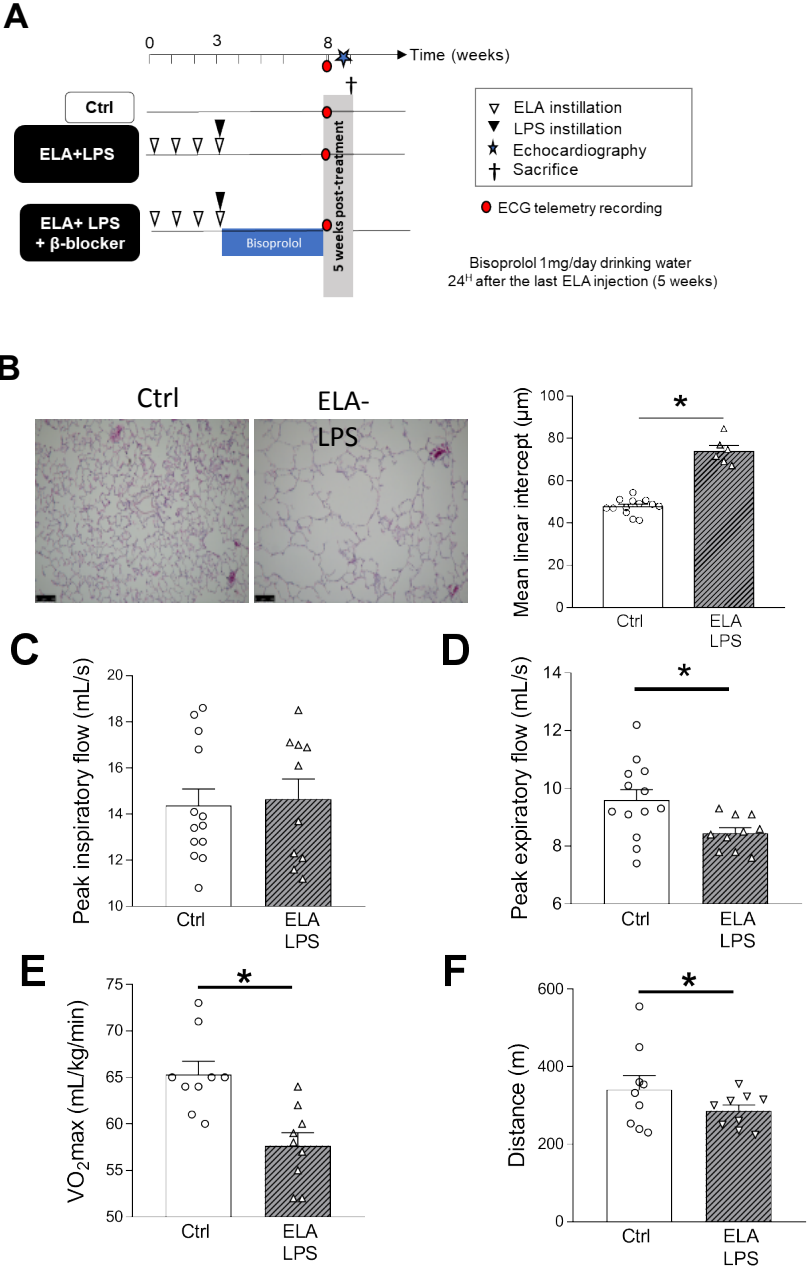 A
0
3
8
Time (weeks)
Ctrl
ELA+LPS
ELA+ LPS
+ β-blocker
Bisoprolol
5 weeks post-treatment
ELA instillation
LPS instillation
Echocardiography
Sacrifice
ECG telemetry recording
Bisoprolol 1mg/day drinking water
24H after the last ELA injection (5 weeks)
B
Ctrl
ELA-
LPS
Mean linear intercept (µm)
100
80
60
40
20
0
*
Ctrl
ELA
LPS
C
Peak inspiratory flow (mL/s)
20
18
16
14
12
10
Ctrl
ELA
LPS
D
Peak expiratory flow (mL/s)
14
12
10
8
6
*
Ctrl
ELA
LPS
E
VO2max (mL/kg/min)
75
70
65
60
55
50
*
Ctrl
ELA
LPS
F
Distance (m)
600
400
200
0
*
Ctrl
ELA
LPS